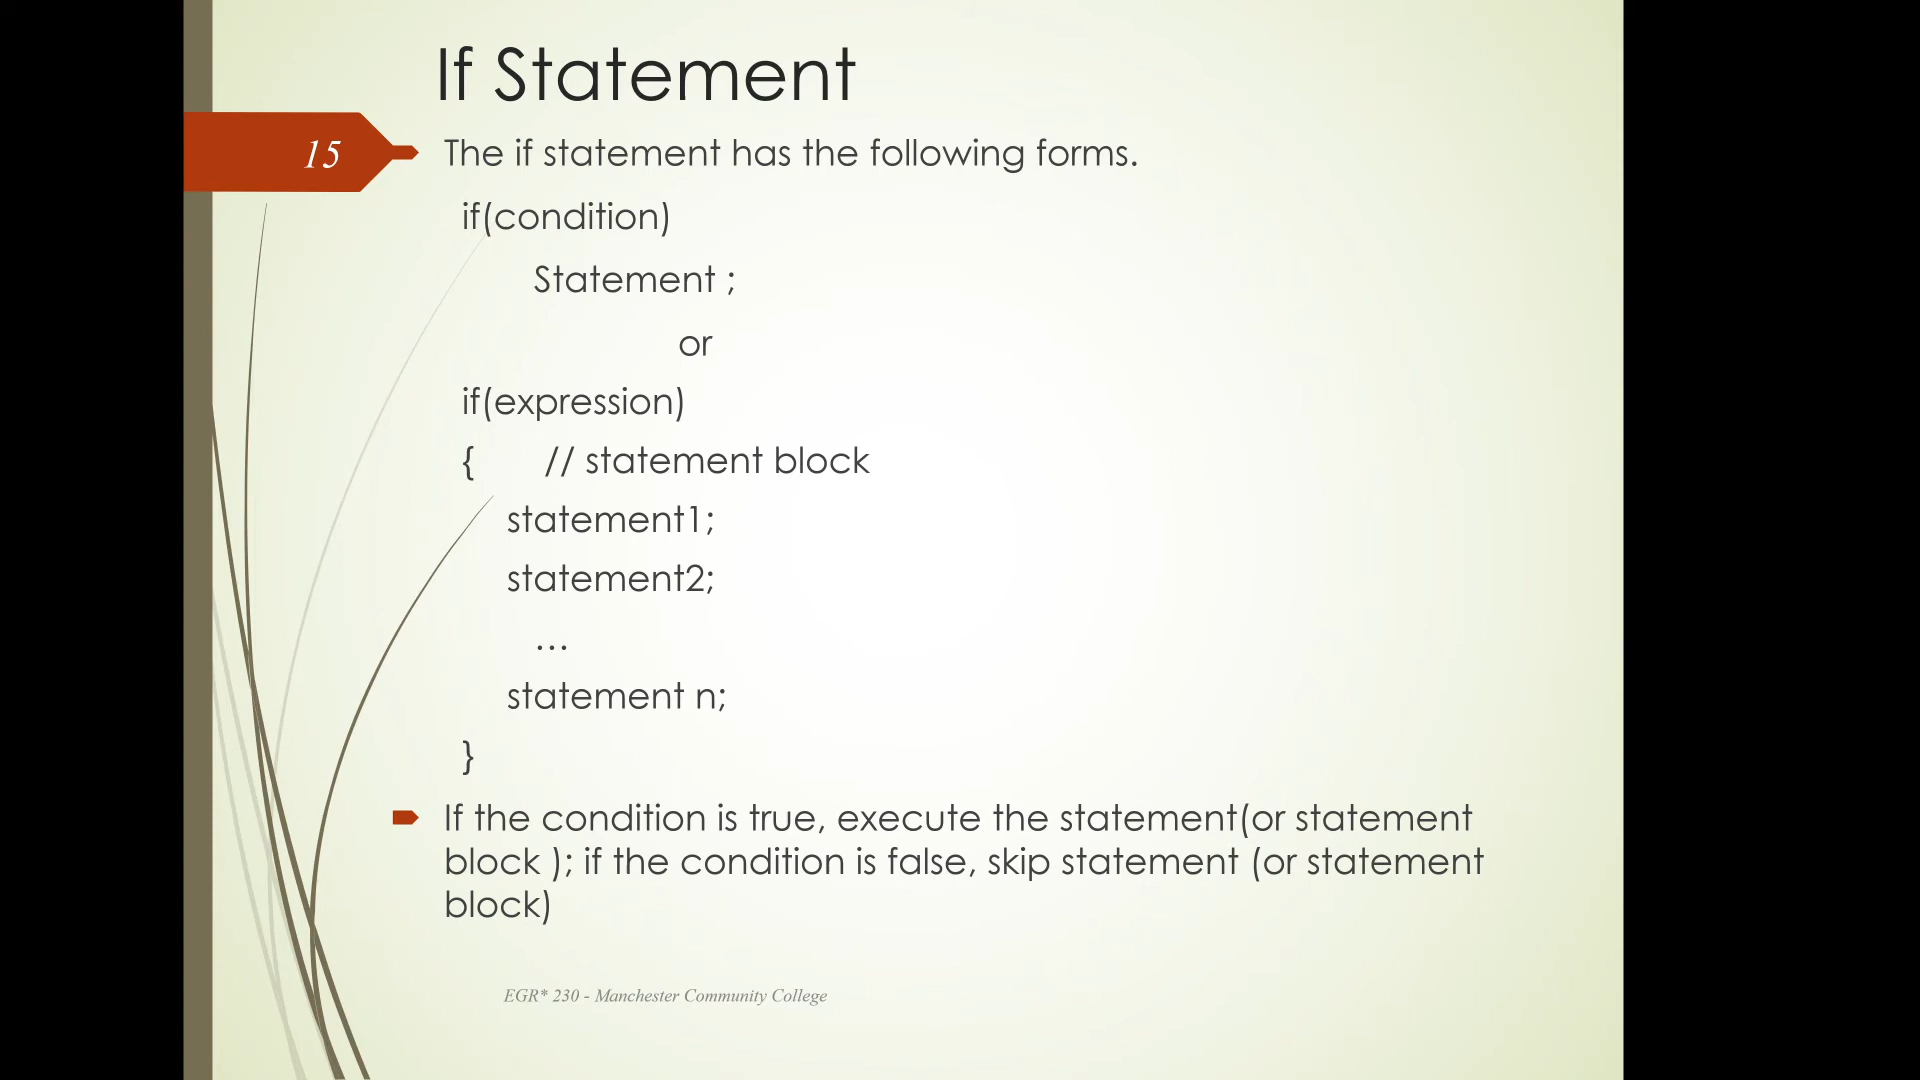 If Statement
15
The if statement has the following forms.
if(condition)
Statement ;
or
if(expression)
{ // statement block
statement1;
statement2;
…
statement n;
}
If the condition is true, execute the statement(or statement
block ); if the condition is false, skip statement (or statement
block)
EGR* 230 - Manchester Community College